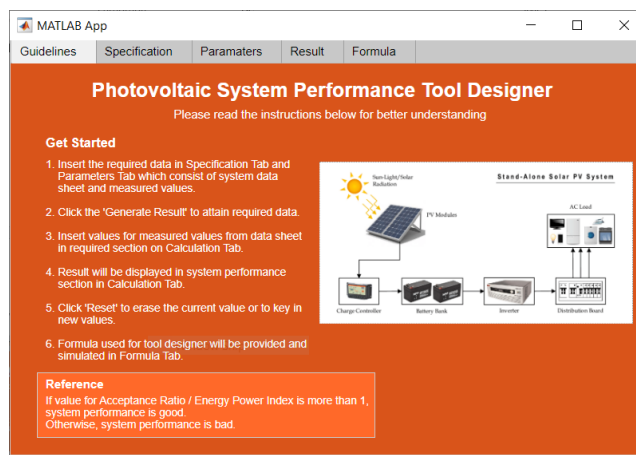 MATLAB App
Guidelines Specification Paramaters Result Formula
Photovoltaic System Performance Tool Designer
Please read the instructions below for better understanding
Get Started
1. Insert the required data in Specification Tab and
Parameters Tab which consist of system data
sheet and measured values.
2. Click the 'Generate Result' to attain required data.
3. Insert values for measured values from data sheet
in required section on Calculation Tab.
4. Result will be displayed in system performance
section in Calculation Tab.
5. Click 'Reset' to erase the current value or to key in
new values.
6. Formula used for tool designer will be provided and
simulated in Formula Tab.
Reference
If value for Acceptance Ratio / Energy Power Index is more than 1,
system performance is good.
Otherwise, system performance is bad.
Sun-Light/Solar
Radiation
Stand-Alone Solar PV System
AC Load
PV Modules
Charge Controller
Battery Bank
Inverter
Distribution Board